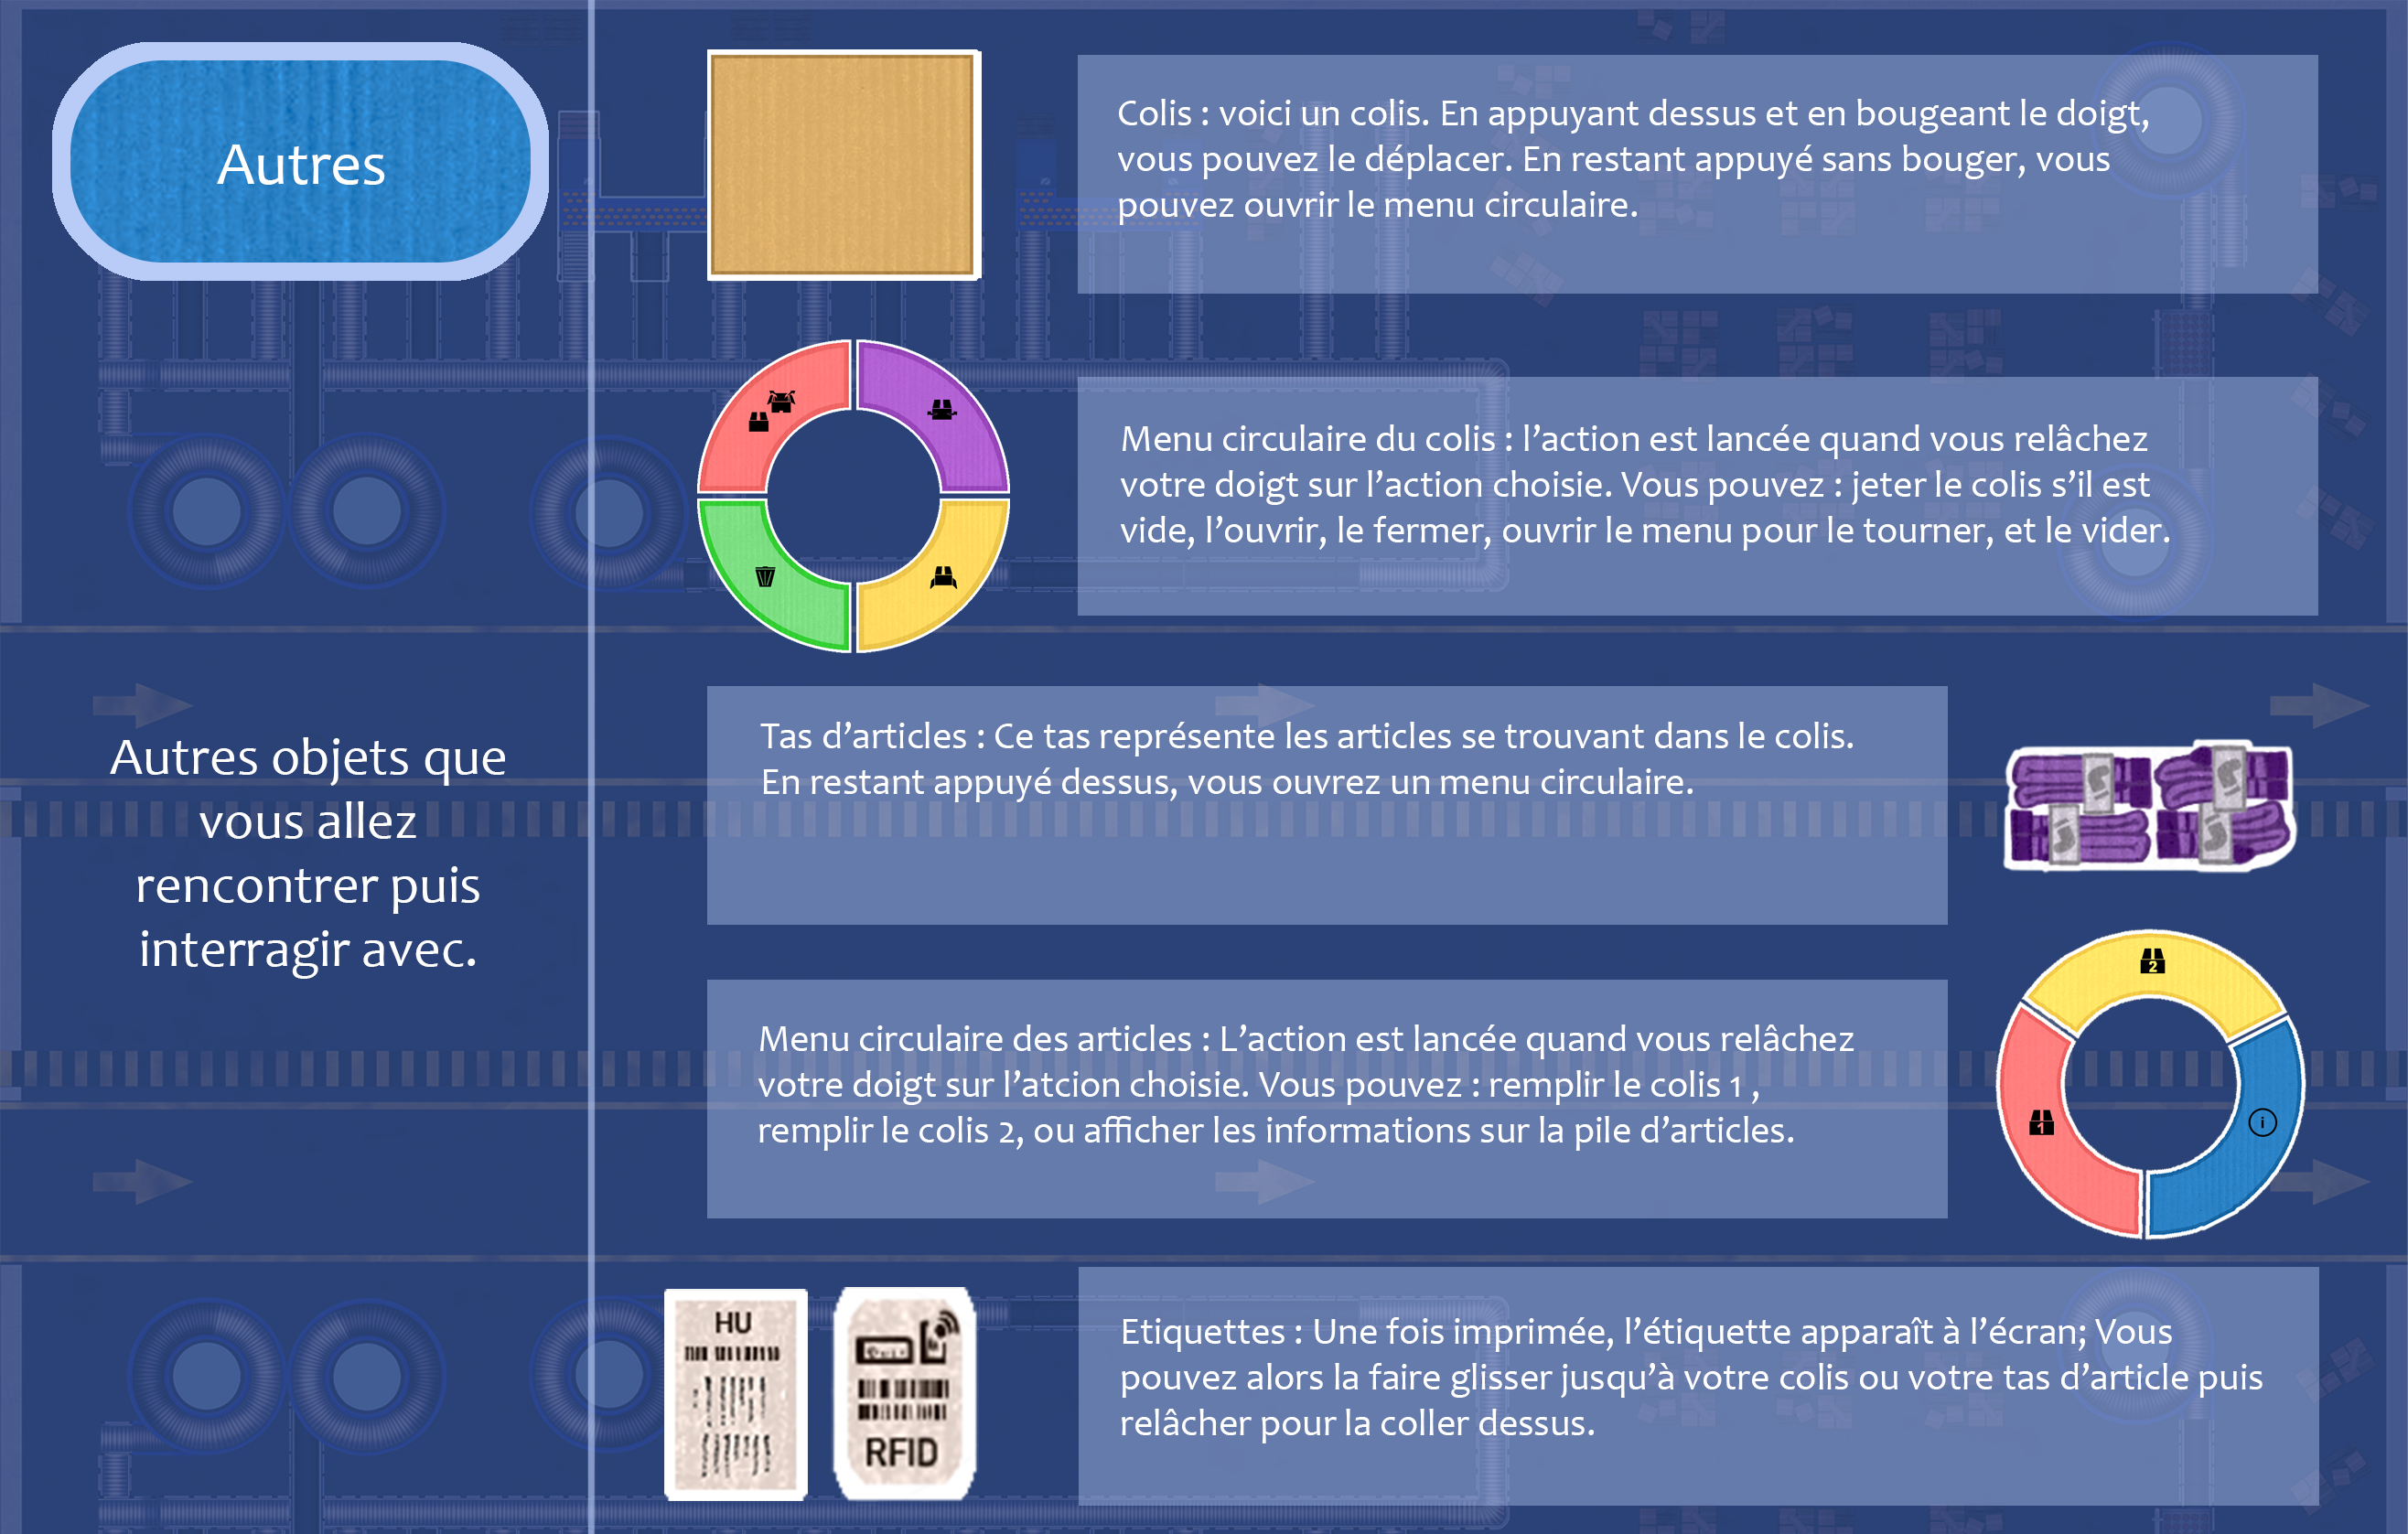 Autres
Autres objets que
vous allez
rencontrer puis
interragir avec.
Colis : voici un colis. En appuyant dessus et en bougeant le doigt,
vous pouvez le déplacer. En restant appuyé sans bouger, vous
pouvez ouvrir le menu circulaire.
Menu circulaire du colis : l’action est lancée quand vous relâchez
votre doigt sur l’action choisie. Vous pouvez : jeter le colis s’il est
vide, l’ouvrir, le fermer, ouvrir le menu pour le tourner, et le vider.
Tas d’articles : Ce tas représente les articles se trouvant dans le colis.
En restant appuyé dessus, vous ouvrez un menu circulaire.
Menu circulaire des articles : L’action est lancée quand vous relâchez
votre doigt sur l’atcion choisie. Vous pouvez : remplir le colis 1 ,
remplir le colis 2, ou afficher les informations sur la pile d’articles.
2
1
i
HU
RFID
Etiquettes : Une fois imprimée, l’étiquette apparaît à l’écran; Vous
pouvez alors la faire glisser jusqu’à votre colis ou votre tas d’article puis
relâcher pour la coller dessus.